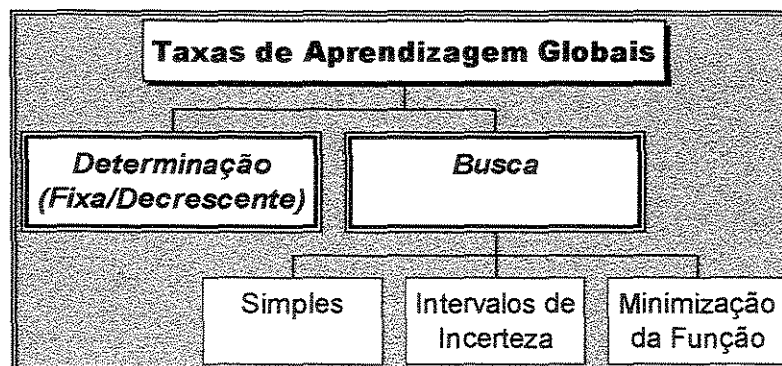 Taxas de Aprendizagem Globais
Determinação
(Fixa/Decrescente)
Busca
Simples
Intervalos de
Incerteza
Minimização
da Função